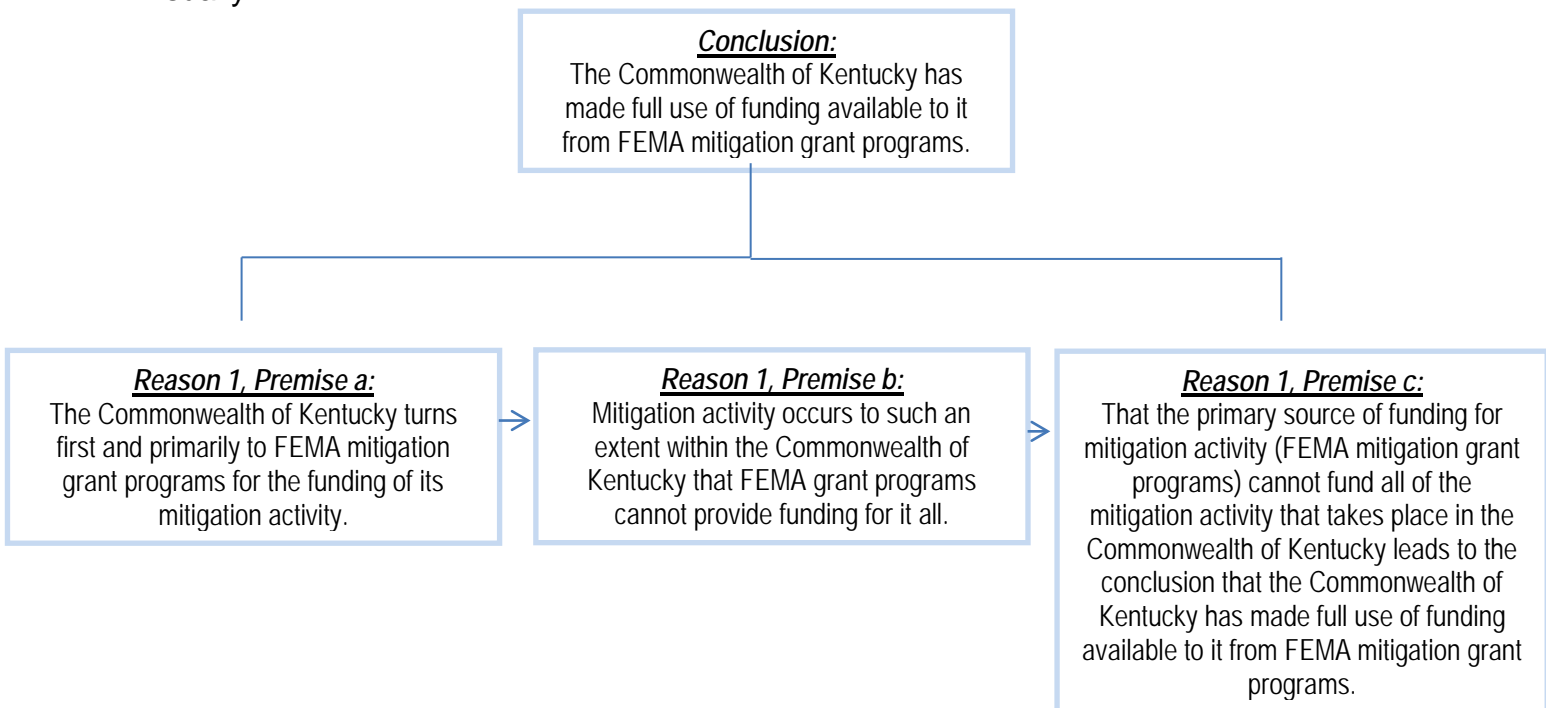 Conclusion:
The Commonwealth of Kentucky has
made full use of funding available to it
from FEMA mitigation grant programs.
Reason 1, Premise a:
The Commonwealth of Kentucky turns
first and primarily to FEMA mitigation
grant programs for the funding of its
mitigation activity.
Reason 1, Premise b:
Mitigation activity occurs to such an
extent within the Commonwealth of
Kentucky that FEMA grant programs
cannot provide funding for it all.
Reason 1, Premise c:
That the primary source of funding for
mitigation activity (FEMA mitigation grant
programs) cannot fund all of the
mitigation activity that takes place in the
Commonwealth of Kentucky leads to the
conclusion that the Commonwealth of
Kentucky has made full use of funding
available to it from FEMA mitigation grant
programs.